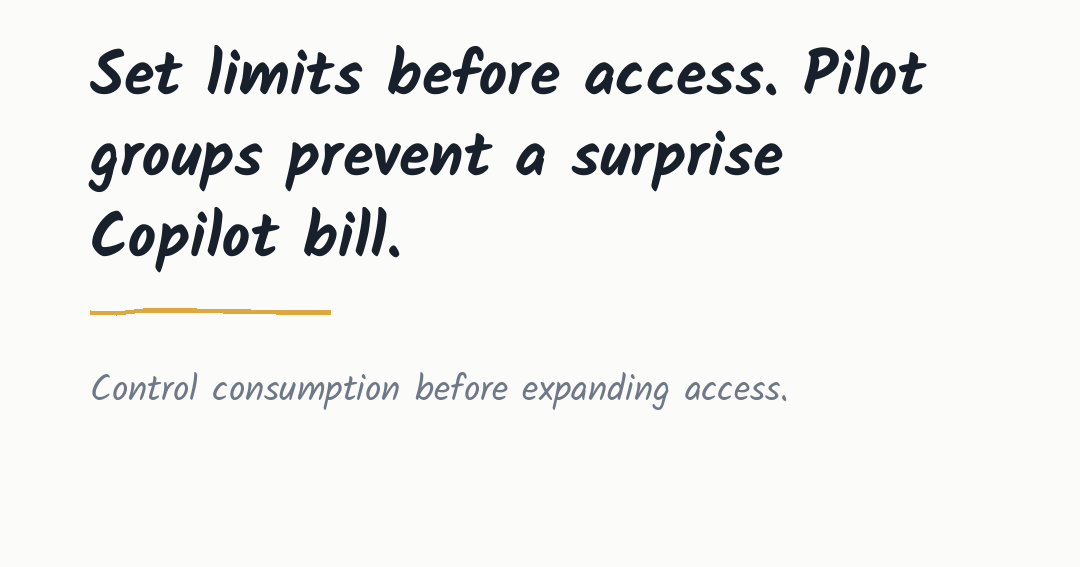 Set limits before access. Pilot
groups prevent a surprise
Copilot bill.
Control consumption before expanding access.